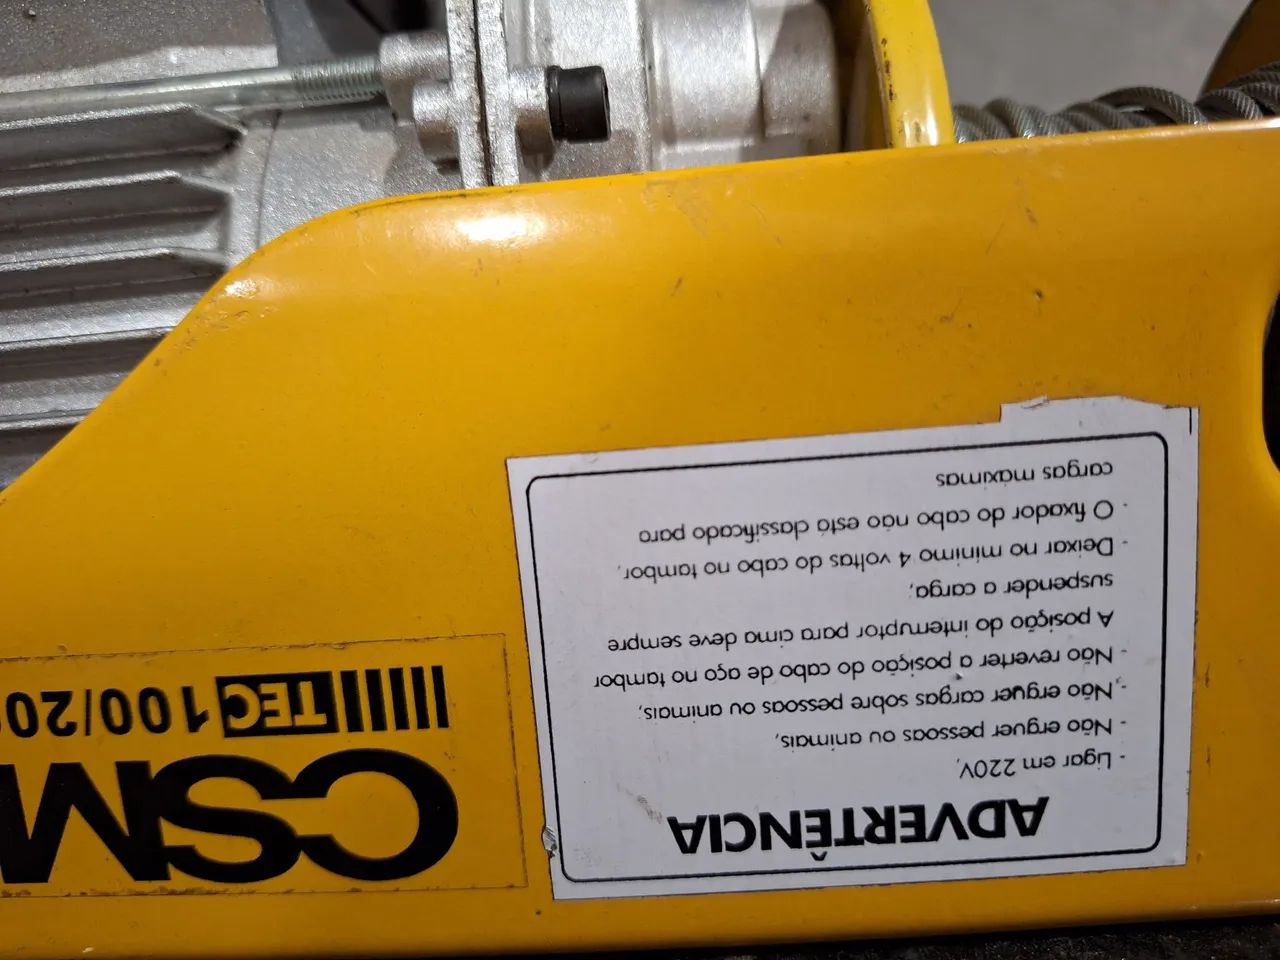 ADVERTÊNCIA
- Ligar em 220V,
- Não erguer pessoas ou animais,
- Não erguer cargas sobre pessoas ou animais;
- Não reverter a posição do cabo de aço no tambor
A posição do interruptor para cima deve sempre
suspender a carga;
- Deixar no mínimo 4 voltas do cabo no tambor,
- O fixador do cabo não está classificado para
cargas máximas
CSM
TEC 100/20